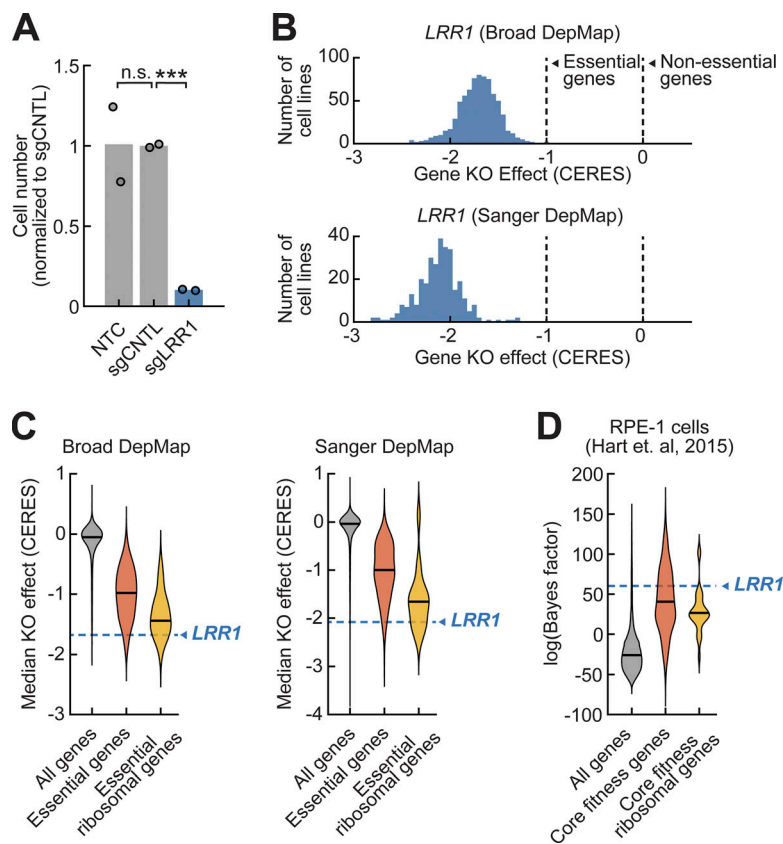 A
Cell number
(normalized to sgCNTL)
1.5
1
0.5
0
n.s.
***
NTC
sgCNTL
sgLRR1
B
LRR1 (Broad DepMap)
Number of
cell lines
100
50
0
Essential
genes
Non-essential
genes
-3
-2
-1
0
Gene KO Effect (CERES)
LRR1 (Sanger DepMap)
Number of
cell lines
40
20
0
-3
-2
-1
0
Gene KO effect (CERES)
C
Broad DepMap
Median KO effect (CERES)
1
0
-1
-2
-3
LRR1
All genes
Essential genes
Essential
ribosomal genes
Sanger DepMap
Median KO effect (CERES)
1
0
-1
-2
-3
-4
LRR1
All genes
Essential genes
Essential
ribosomal genes
D
RPE-1 cells
(Hart et. al, 2015)
log(Bayes factor)
200
150
100
50
0
-50
-100
LRR1
All genes
Core fitness genes
Core fitness
ribosomal genes